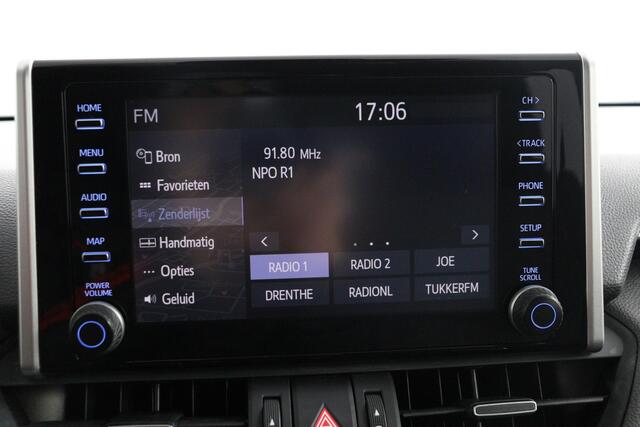 HOME
MENU
AUDIO
MAP
POWER
VOLUME
FM
17:06
Bron
Favorieten
Zenderlijst
Handmatig
Opties
Geluid
91.80 MHz
NPO R1
< >
RADIO 1 RADIO 2 JOE
DRENTHE RADIONL TUKKERFM
CH >
< TRACK
PHONE
SETUP
TUNE
SCROLL